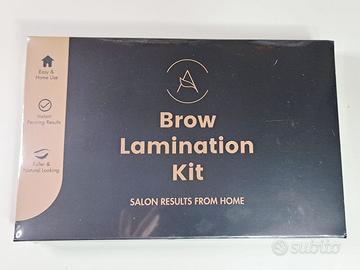 Easy &
Home Use
Instant
Perming Results
Fuller &
Natural Looking
Brow
Lamination
Kit
SALON RESULTS FROM HOME
subito